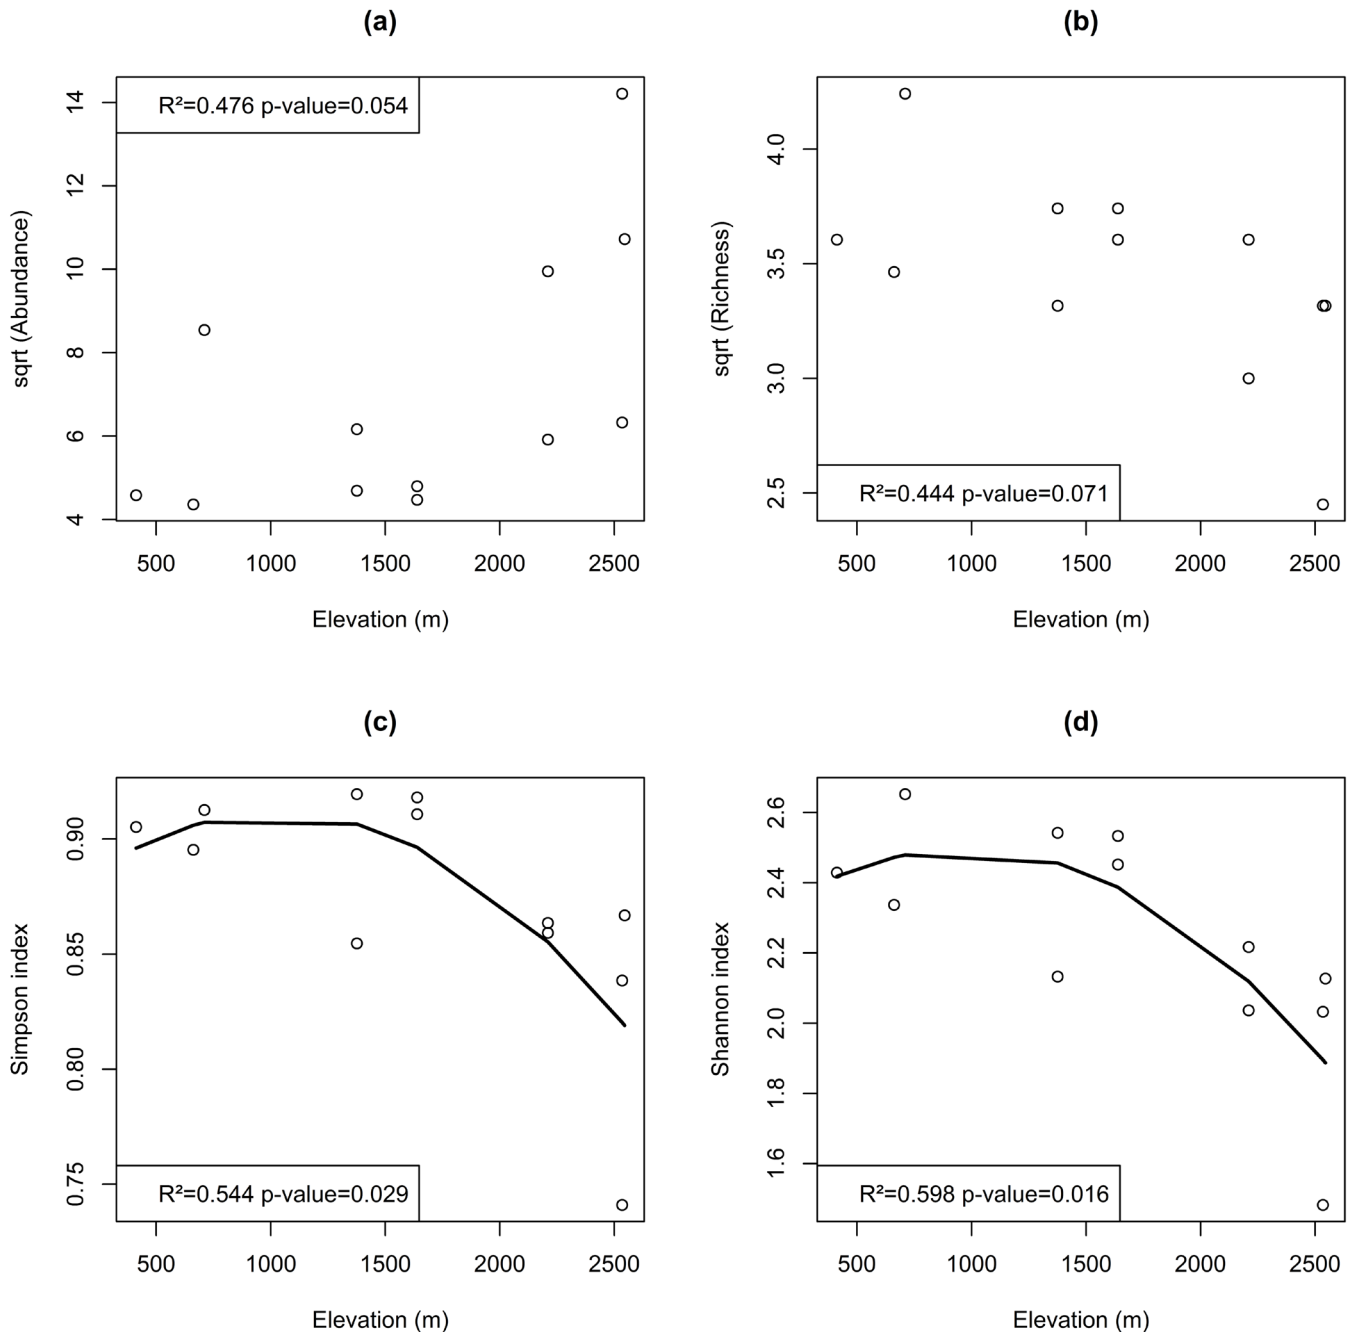 (a)
R²=0.476 p-value=0.054
sqrt (Abundance)
14
12
10
8
6
4
500 1000 1500 2000 2500
Elevation (m)
(b)
sqrt (Richness)
4.0
3.5
3.0
2.5
R²=0.444 p-value=0.071
500 1000 1500 2000 2500
Elevation (m)
(c)
Simpson index
0.90
0.85
0.80
0.75
R²=0.544 p-value=0.029
500 1000 1500 2000 2500
Elevation (m)
(d)
Shannon index
2.6
2.4
2.2
2.0
1.8
1.6
R²=0.598 p-value=0.016
500 1000 1500 2000 2500
Elevation (m)